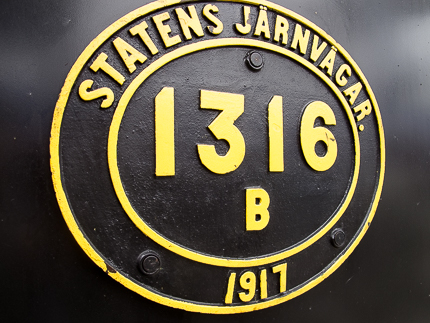 STATENS JÄRNVÄGAR.
1316
B
1917